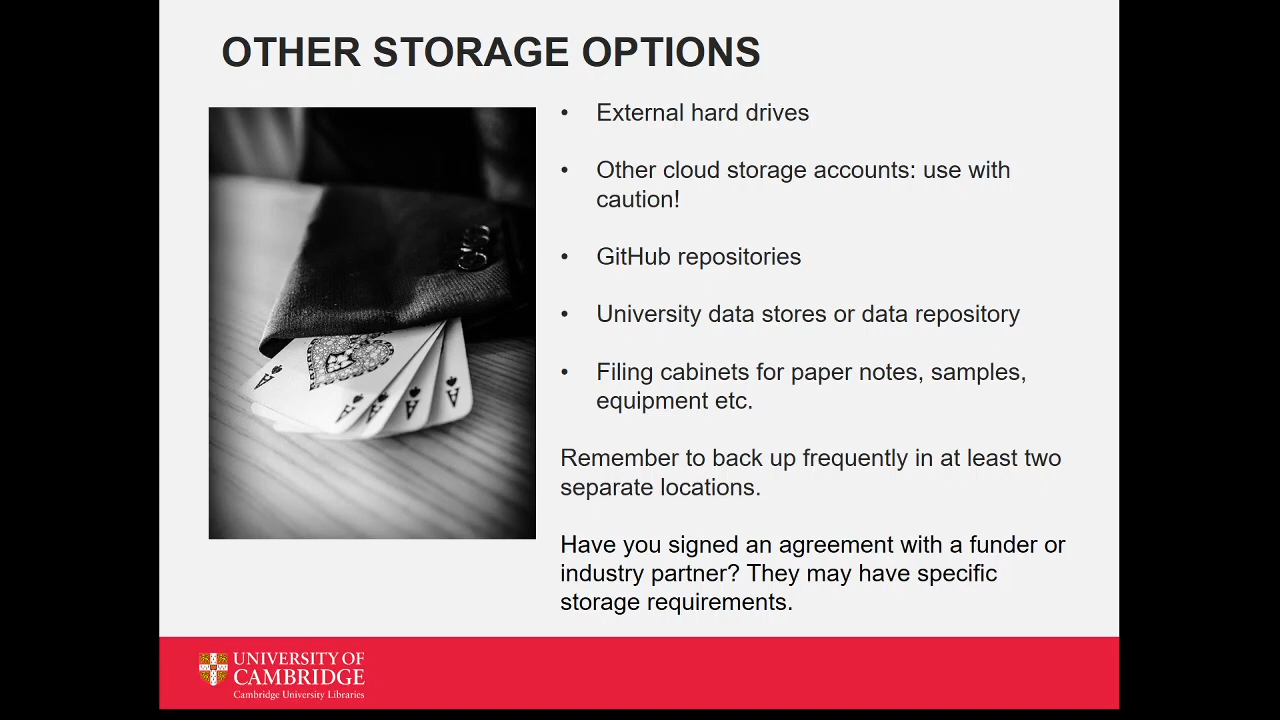 OTHER STORAGE OPTIONS
• External hard drives
• Other cloud storage accounts: use with
caution!
• GitHub repositories
• University data stores or data repository
• Filing cabinets for paper notes, samples,
equipment etc.
Remember to back up frequently in at least two
separate locations.
Have you signed an agreement with a funder or
industry partner? They may have specific
storage requirements.
A
A
A
A
A
UNIVERSITY OF
CAMBRIDGE
Cambridge University Libraries